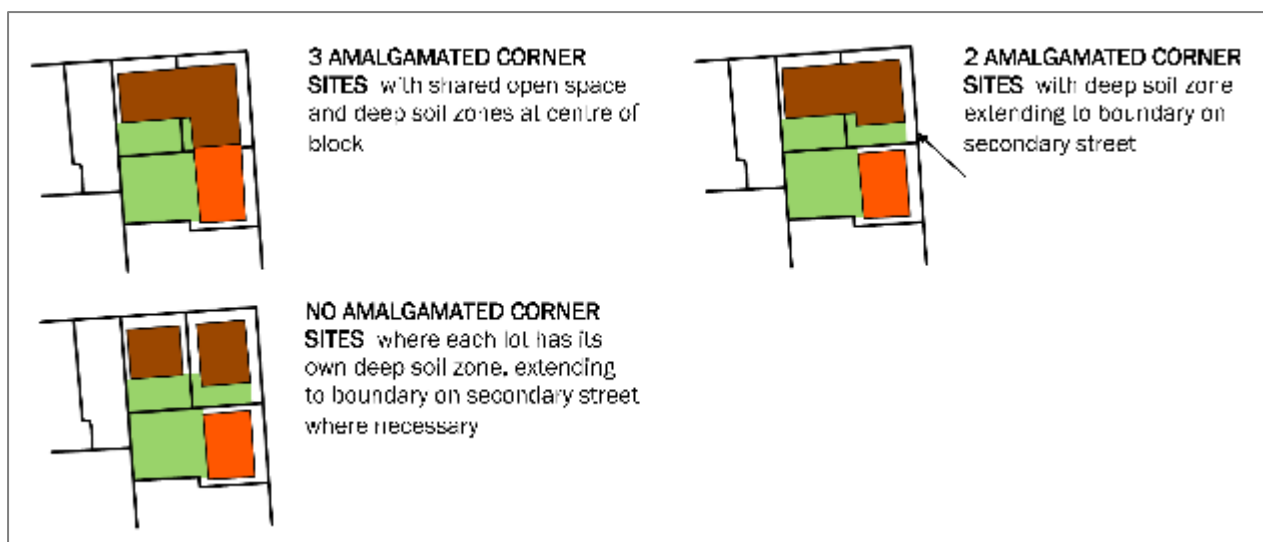 3 AMALGAMATED CORNER
SITES with shared open space
and deep soil zones at centre of
block
2 AMALGAMATED CORNER
SITES with deep soil zone
extending to boundary on
secondary street
NO AMALGAMATED CORNER
SITES where each lot has its
own deep soil zone, extending
to boundary on secondary street
where necessary